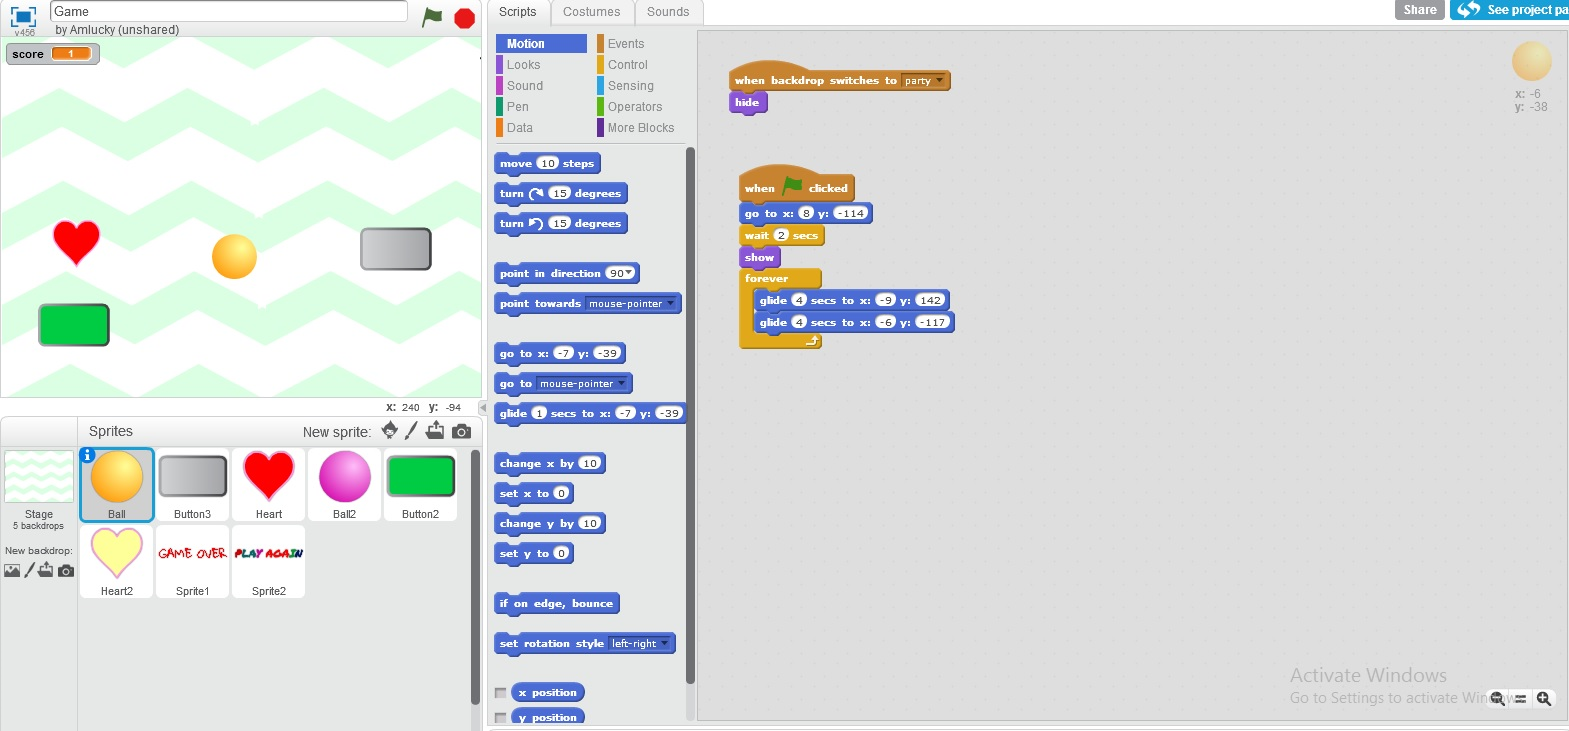 Game
by Amlucky (unshared)
v456
score 1
x: 240 y: -94
Sprites
New sprite:
Stage
5 backdrops
New backdrop:
Ball
Button3
Heart
Ball2
Button2
Heart2
GAME OVER
Sprite1
PLAY AGAIN
Sprite2
Scripts
Costumes
Sounds
Motion
Looks
Sound
Pen
Data
Events
Control
Sensing
Operators
More Blocks
move 10 steps
turn 15 degrees
turn 15 degrees
point in direction 90
point towards mouse-pointer
go to x: -7 y: -39
go to mouse-pointer
glide 1 secs to x: -7 y: -39
change x by 10
set x to 0
change y by 10
set y to 0
if on edge, bounce
set rotation style left-right
x position
y position
Share
See project pa
when backdrop switches to party
hide
when clicked
go to x: 8 y: -114
wait 2 secs
show
forever
glide 4 secs to x: -9 y: 142
glide 4 secs to x: -6 y: -117
x: -6
y: -38
Activate Windows
Go to Settings to activate Windows.